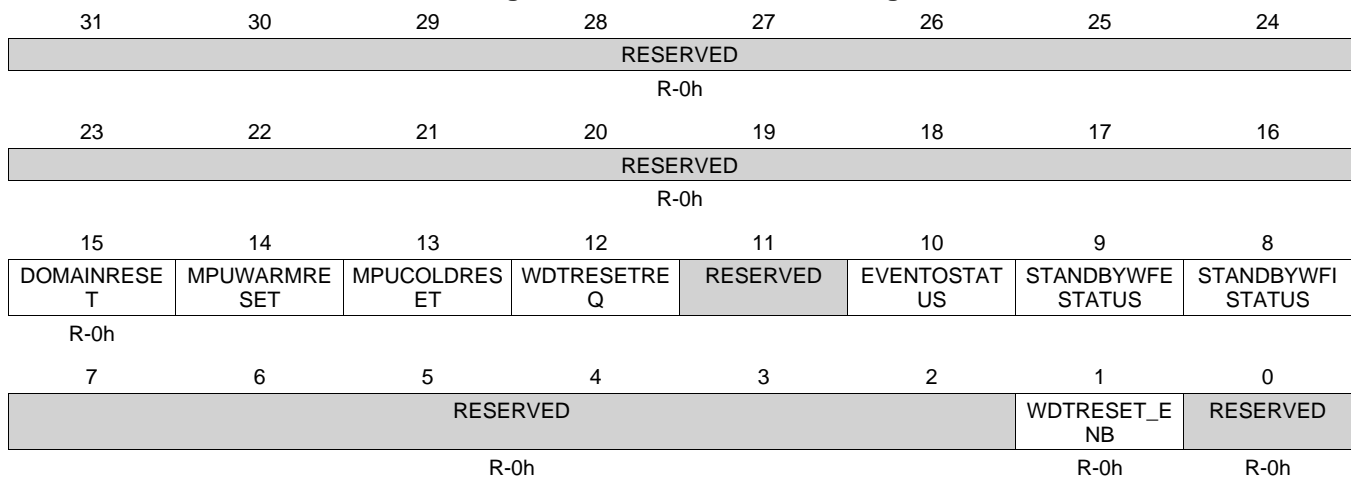 31 30 29 28 27 26 25 24
RESERVED
R-0h
23 22 21 20 19 18 17 16
RESERVED
R-0h
15 14 13 12 11 10 9 8
DOMAINRESE MPUWARMRE MPUCOLDRES WDTRESETRE RESERVED EVENTOSTAT STANDBYWFE STANDBYWFI
T SET ET Q US STATUS STATUS
R-0h
7 6 5 4 3 2 1 0
RESERVED WDTRESET_E RESERVED
NB
R-0h R-0h R-0h